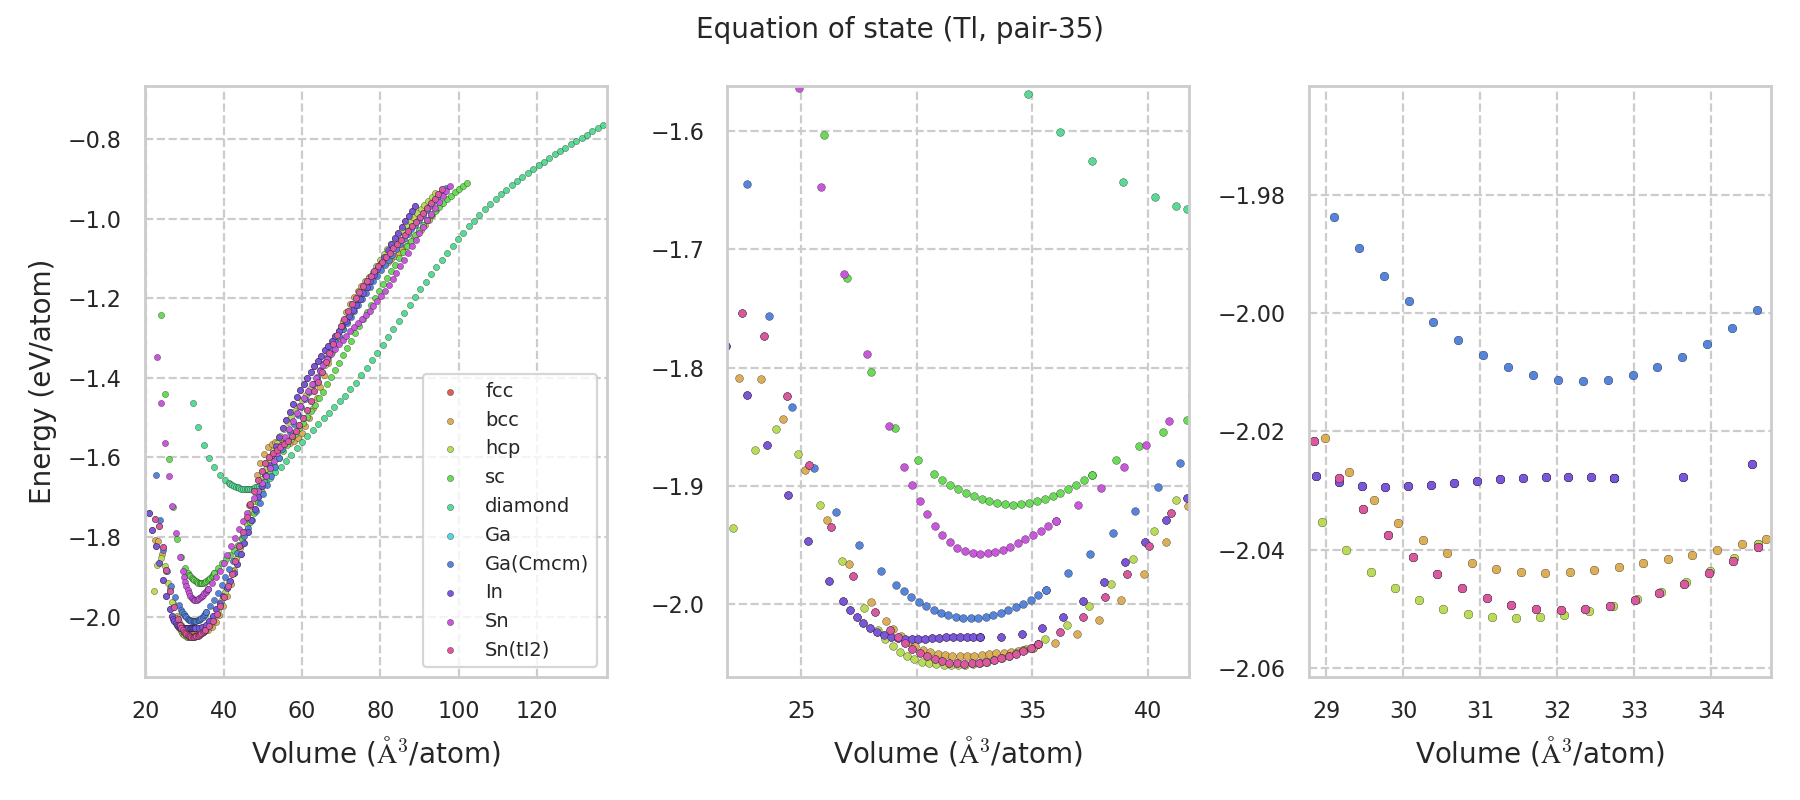 Equation of state (Tl, pair-35)
Energy (eV/atom)
−0.8
−1.0
−1.2
−1.4
−1.6
−1.8
−2.0
20 40 60 80 100 120
Volume (Å³/atom)
fcc
bcc
hcp
sc
diamond
Ga
Ga(Cmcm)
In
Sn
Sn(tI2)
−1.6
−1.7
−1.8
−1.9
−2.0
25 30 35 40
Volume (Å³/atom)
−1.98
−2.00
−2.02
−2.04
−2.06
29 30 31 32 33 34
Volume (Å³/atom)